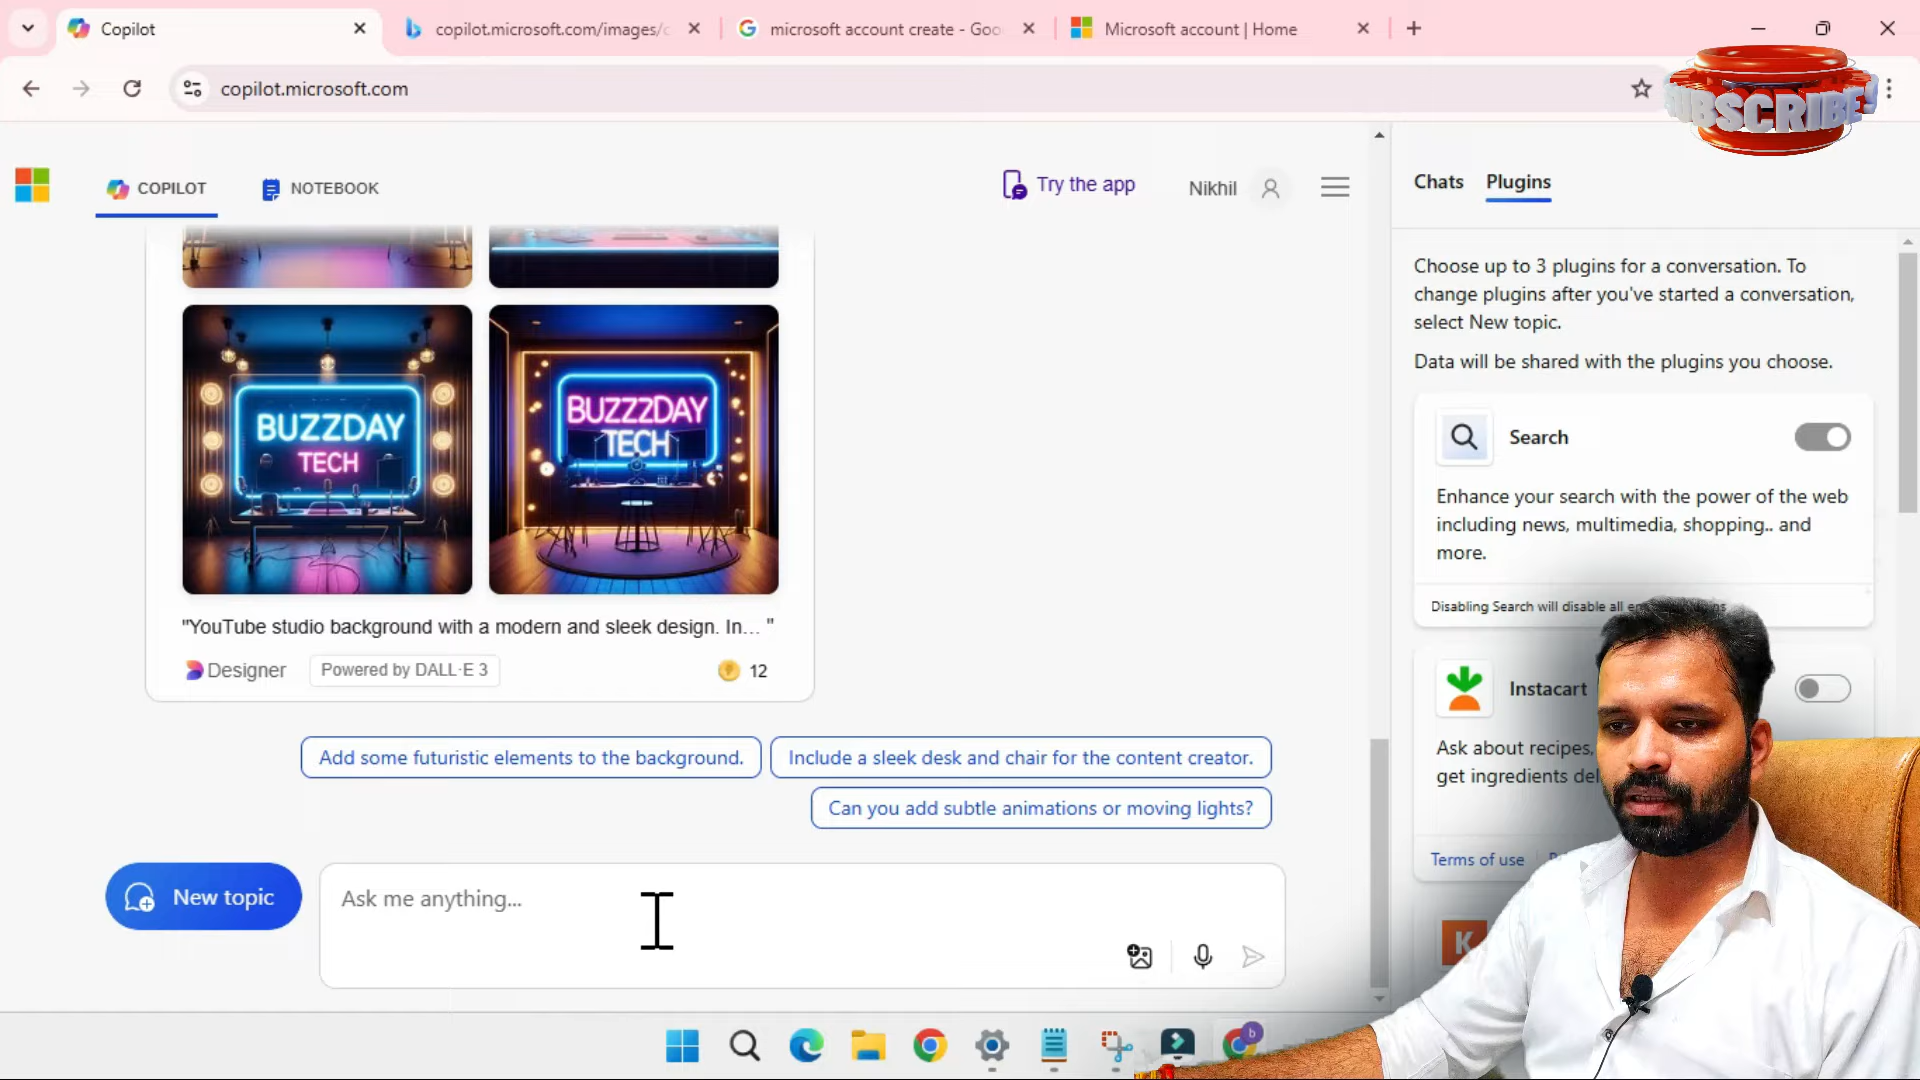 Copilot
copilot.microsoft.com/images/c
microsoft account create - Goo
Microsoft account | Home
copilot.microsoft.com
SUBSCRIBE!
COPILOT
NOTEBOOK
Try the app
Nikhil
Chats
Plugins
Choose up to 3 plugins for a conversation. To
change plugins after you've started a conversation,
select New topic.
Data will be shared with the plugins you choose.
BUZZDAY
TECH
BUZZZDAY
TECH
Search
Enhance your search with the power of the web
including news, multimedia, shopping.. and
more.
Disabling Search will disable all
"YouTube studio background with a modern and sleek design. In... "
Designer
Powered by DALL·E 3
12
Instacart
Ask about recipes,
get ingredients del
Add some futuristic elements to the background.
Include a sleek desk and chair for the content creator.
Can you add subtle animations or moving lights?
Terms of use
New topic
Ask me anything...
K
b